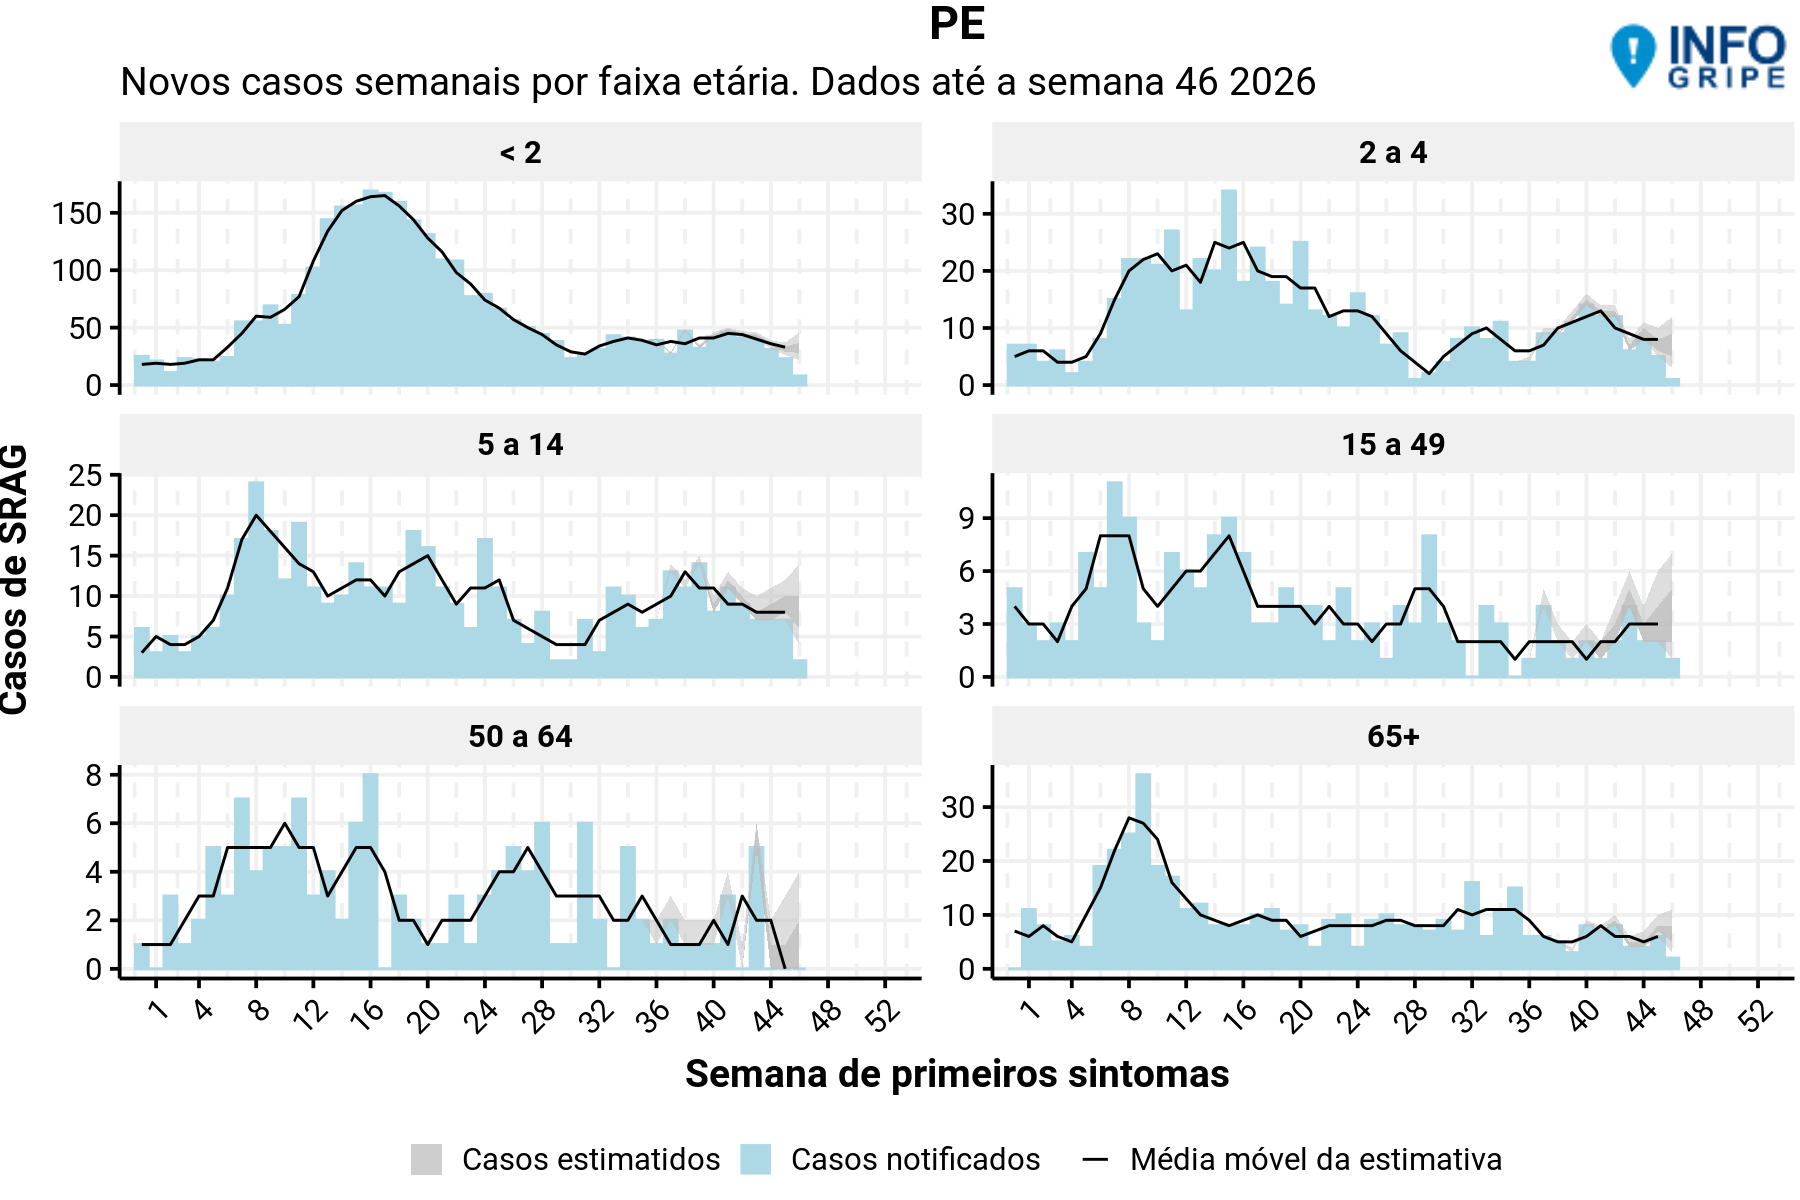 PE
INFO
GRIPE
Novos casos semanais por faixa etária. Dados até a semana 46 2026
< 2
2 a 4
150
100
50
0
30
20
10
0
5 a 14
15 a 49
25
20
15
10
5
0
9
6
3
0
50 a 64
65+
8
6
4
2
0
30
20
10
0
Casos de SRAG
1 4 8 12 16 20 24 28 32 36 40 44 48 52
1 4 8 12 16 20 24 28 32 36 40 44 48 52
Semana de primeiros sintomas
Casos estimatidos Casos notificados Média móvel da estimativa